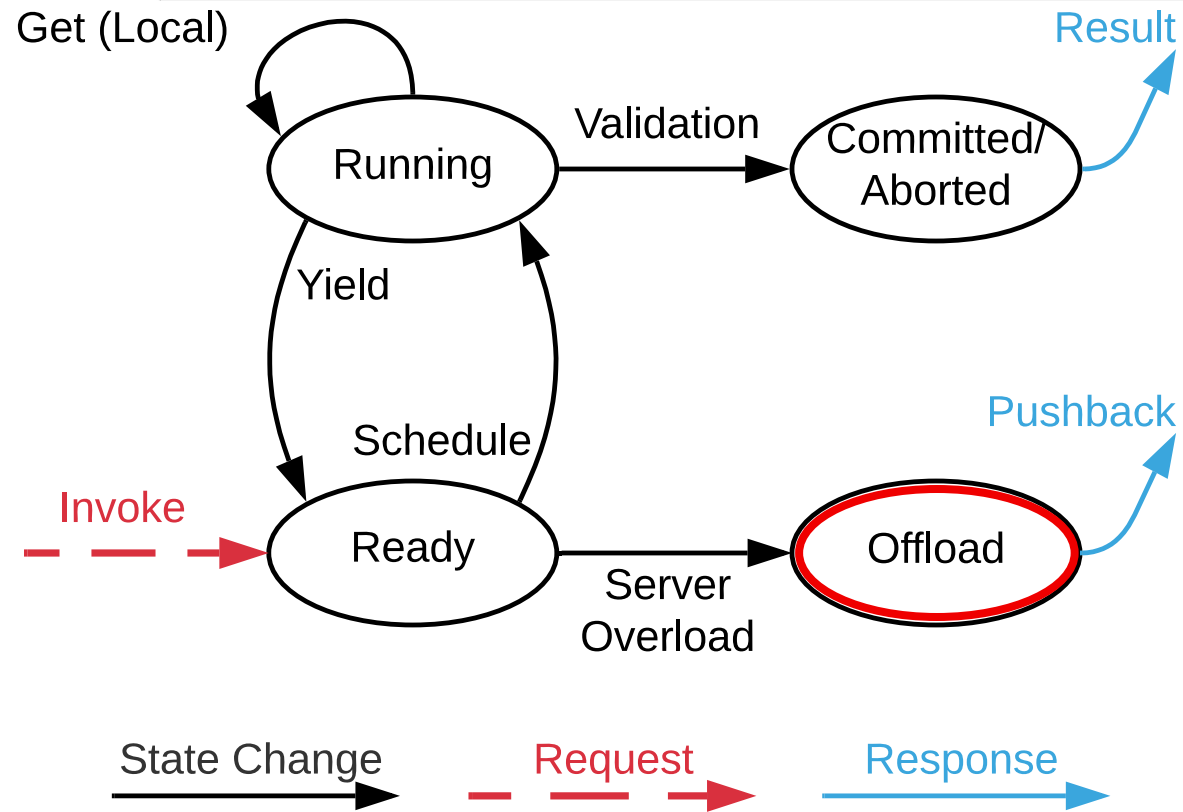 Get (Local)
Result
Validation
Running
Committed/
Aborted
Yield
Schedule
Pushback
Invoke
Ready
Offload
Server
Overload
State Change
Request
Response